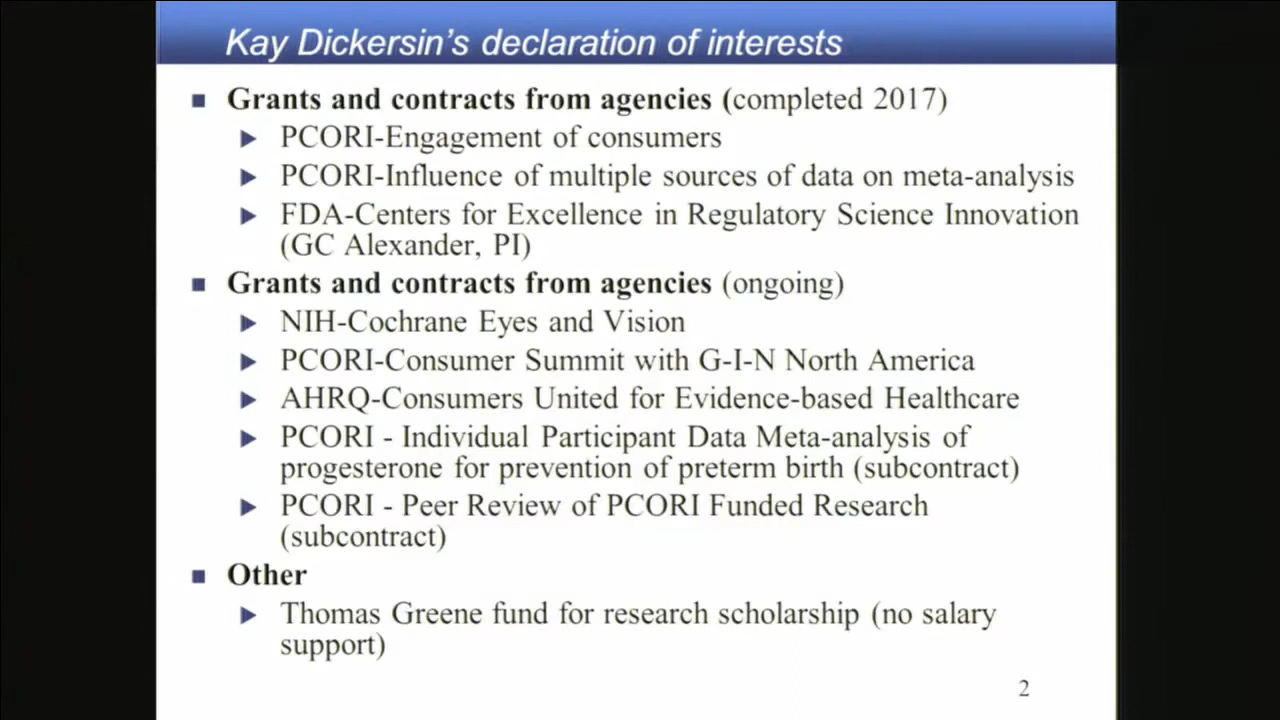 Kay Dickersin's declaration of interests
Grants and contracts from agencies (completed 2017)
PCORI-Engagement of consumers
PCORI-Influence of multiple sources of data on meta-analysis
FDA-Centers for Excellence in Regulatory Science Innovation
(GC Alexander, PI)
Grants and contracts from agencies (ongoing)
NIH-Cochrane Eyes and Vision
PCORI-Consumer Summit with G-I-N North America
AHRQ-Consumers United for Evidence-based Healthcare
PCORI - Individual Participant Data Meta-analysis of
progesterone for prevention of preterm birth (subcontract)
PCORI - Peer Review of PCORI Funded Research
(subcontract)
Other
Thomas Greene fund for research scholarship (no salary
support)
2